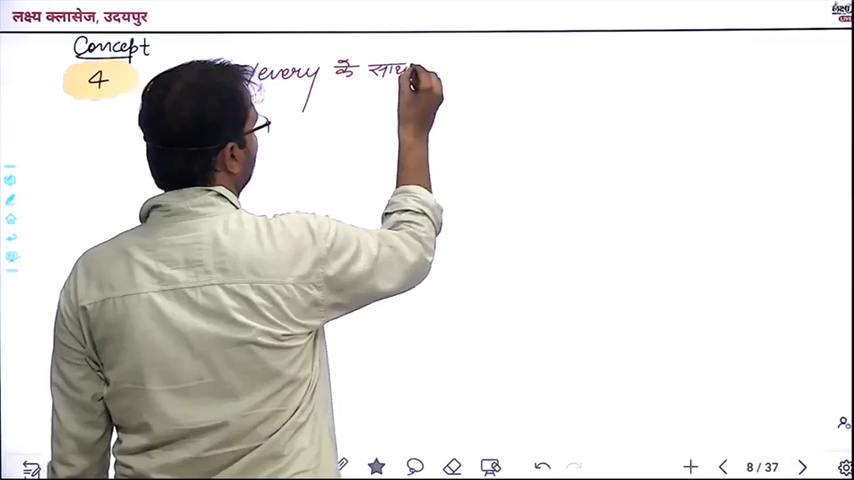 लक्ष्य क्लासेज, उदयपुर
Concept
4
/every के साथ
8 / 37